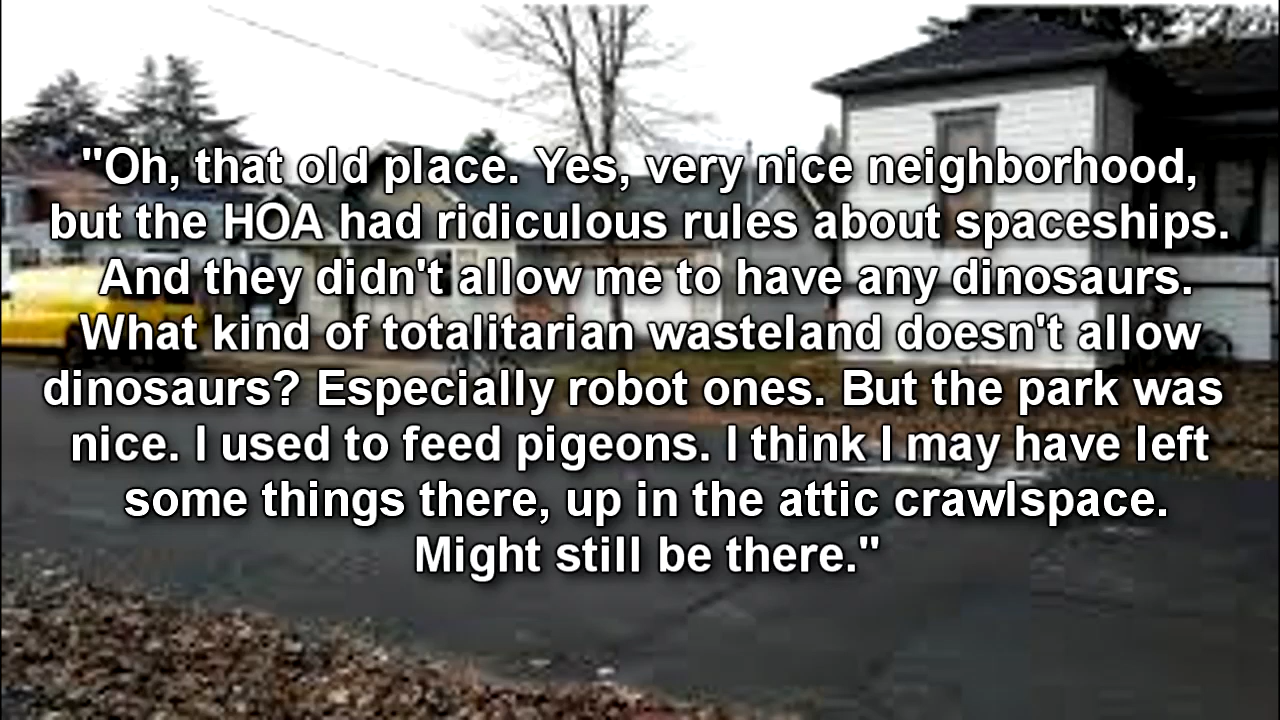 "Oh, that old place. Yes, very nice neighborhood,
but the HOA had ridiculous rules about spaceships.
And they didn't allow me to have any dinosaurs.
What kind of totalitarian wasteland doesn't allow
dinosaurs? Especially robot ones. But the park was
nice. I used to feed pigeons. I think I may have left
some things there, up in the attic crawlspace.
Might still be there."